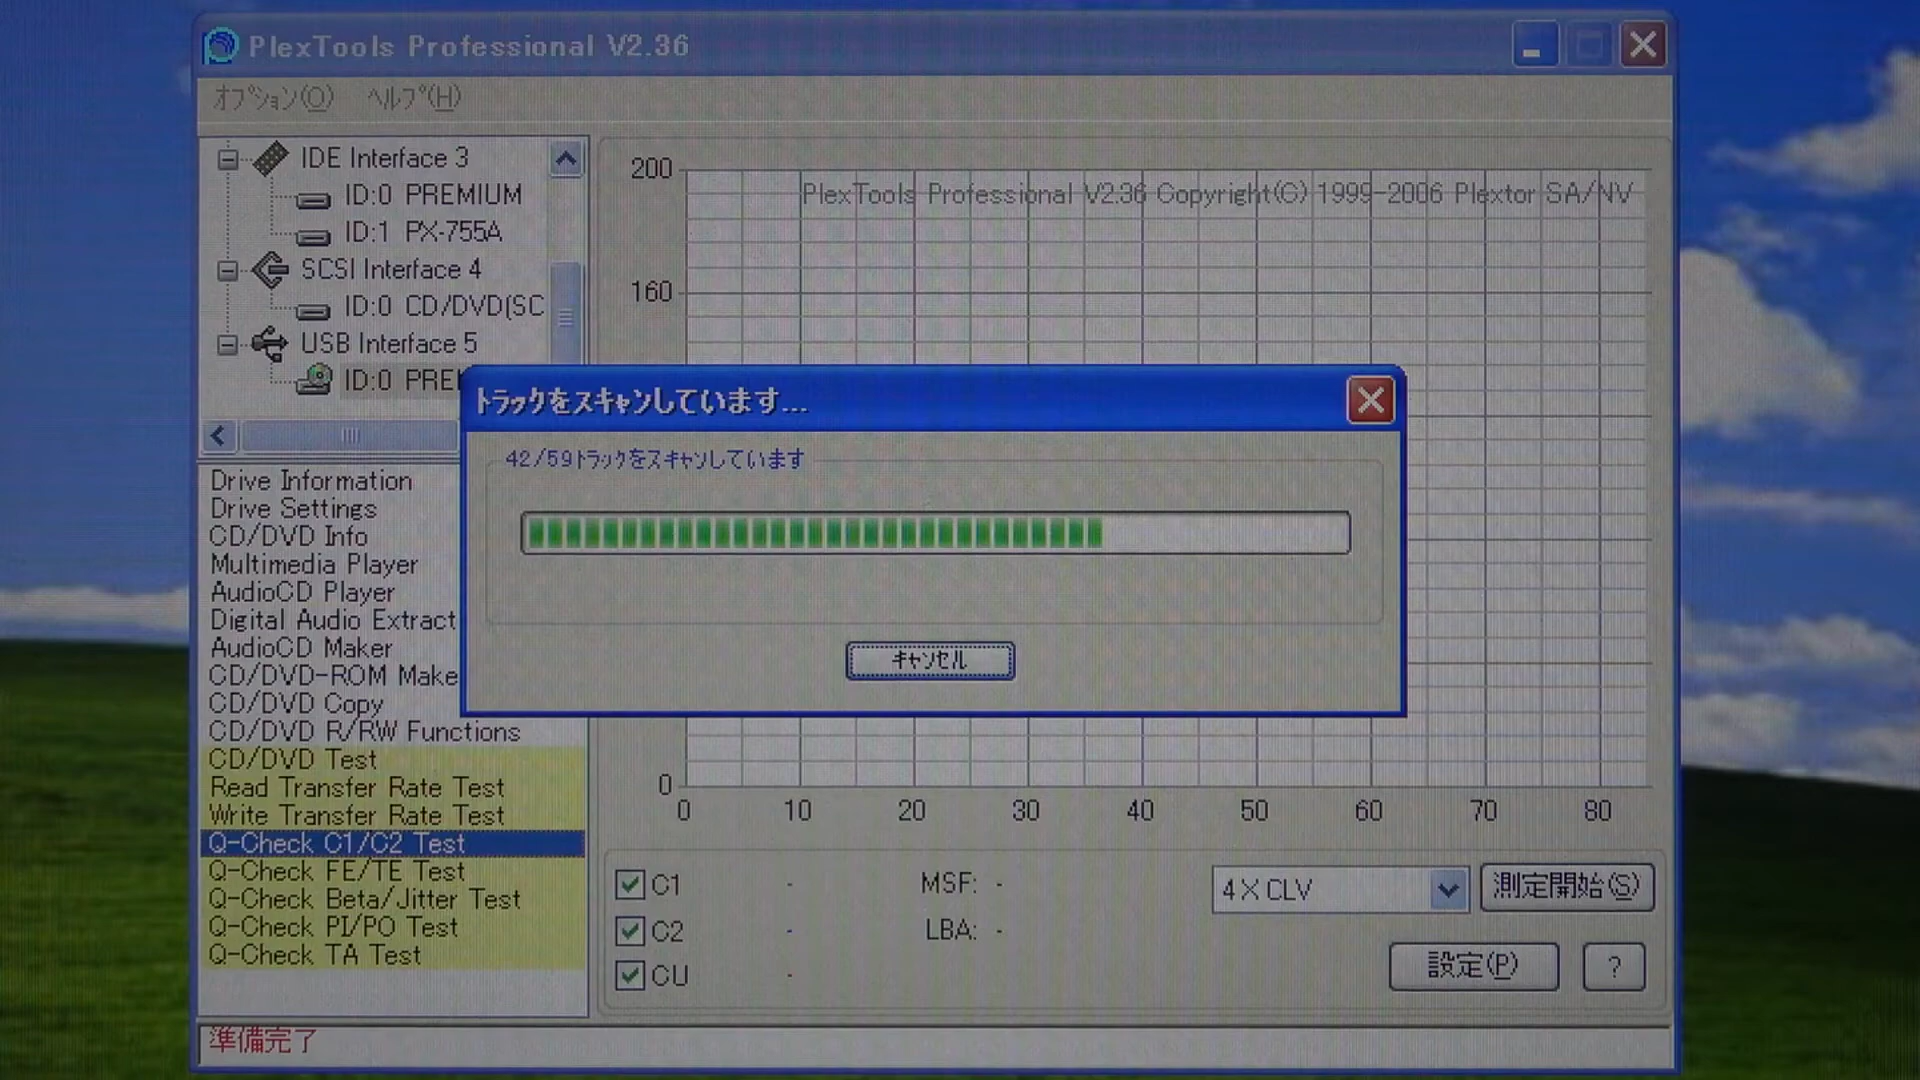 PlexTools Professional V2.36
オプション(O) ヘルプ(H)
IDE Interface 3
ID:0 PREMIUM
ID:1 PX-755A
SCSI Interface 4
ID:0 CD/DVD(SC
USB Interface 5
ID:0 PRE
Drive Information
Drive Settings
CD/DVD Info
Multimedia Player
AudioCD Player
Digital Audio Extract
AudioCD Maker
CD/DVD-ROM Make
CD/DVD Copy
CD/DVD R/RW Functions
CD/DVD Test
Read Transfer Rate Test
Write Transfer Rate Test
Q-Check C1/C2 Test
Q-Check FE/TE Test
Q-Check Beta/Jitter Test
Q-Check PI/PO Test
Q-Check TA Test
PlexTools Professional V2.36 Copyright(C) 1999-2006 Plextor SA/NV
200
160
0
0 10 20 30 40 50 60 70 80
トラックをスキャンしています...
42/59トラックをスキャンしています
キャンセル
C1 - MSF: -
C2 - LBA: -
CU -
4X CLV
測定開始(S)
設定(P)
?
準備完了